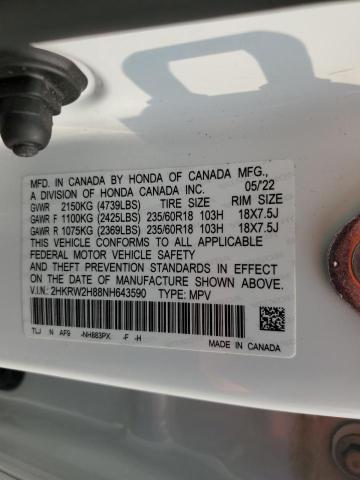 MFD. IN CANADA BY HONDA OF CANADA MFG.,
A DIVISION OF HONDA CANADA INC. 05/'22
GVWR 2150KG (4739LBS) TIRE SIZE RIM SIZE
GAWR F 1100KG (2425LBS) 235/60R18 103H 18X7.5J
GAWR R 1075KG (2369LBS) 235/60R18 103H 18X7.5J
THIS VEHICLE CONFORMS TO ALL APPLICABLE
FEDERAL MOTOR VEHICLE SAFETY
AND THEFT PREVENTION STANDARDS IN EFFECT
ON THE DATE OF MANUFACTURE SHOWN ABOVE.
V.I.N.: 2HKRW2H88NH643590 TYPE: MPV
TLJ N AF9 -NH883PX. -F -H
MADE IN CANADA